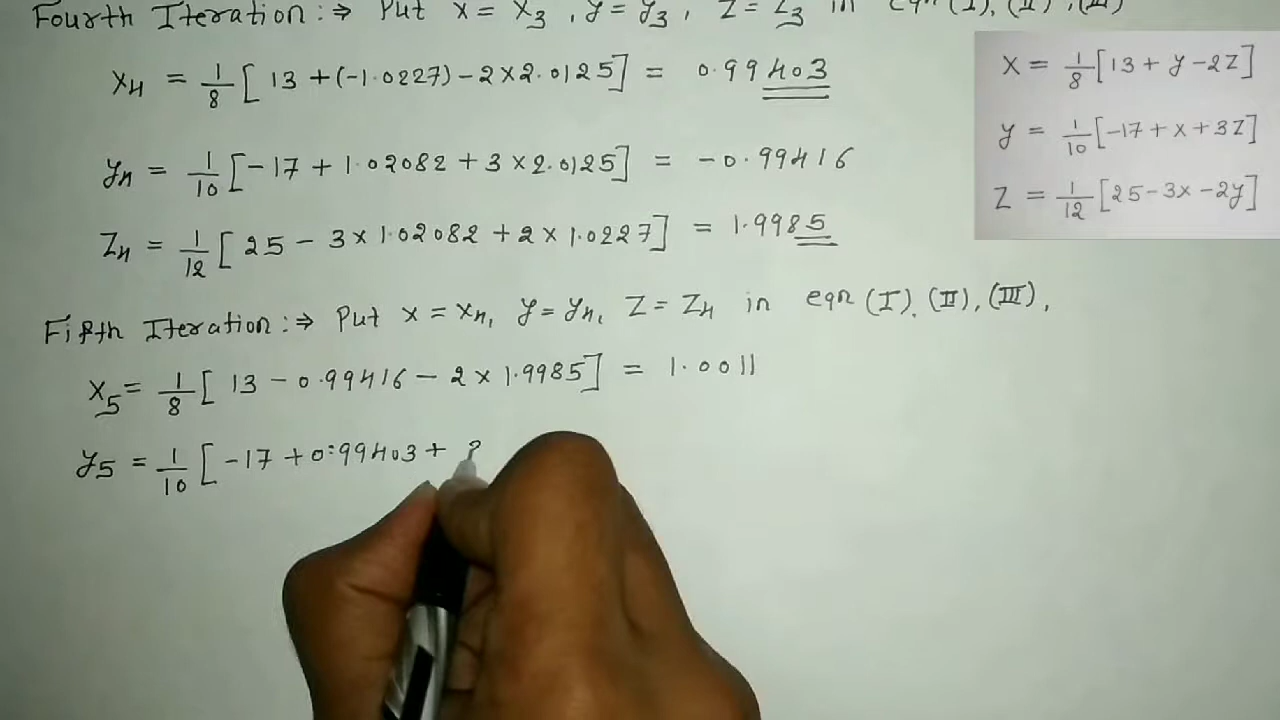 Fourth Iteration :⇒ Put x = x₃ , y = y₃ , z = z₃ in eqn (I), (II), (III)
x₄ = 1/8 [ 13 + (-1.0227) - 2×2.0125 ] = 0.99403
y₄ = 1/10 [ -17 + 1.02082 + 3×2.0125 ] = -0.99416
z₄ = 1/12 [ 25 - 3×1.02082 + 2×1.0227 ] = 1.9985
Fifth Iteration :⇒ Put x = x₄, y = y₄, z = z₄ in eqn (I), (II), (III),
x₅ = 1/8 [ 13 - 0.99416 - 2×1.9985 ] = 1.0011
y₅ = 1/10 [ -17 + 0.99403 +
x = 1/8 [13 + y - 2z]
y = 1/10 [-17 + x + 3z]
z = 1/12 [25 - 3x - 2y]